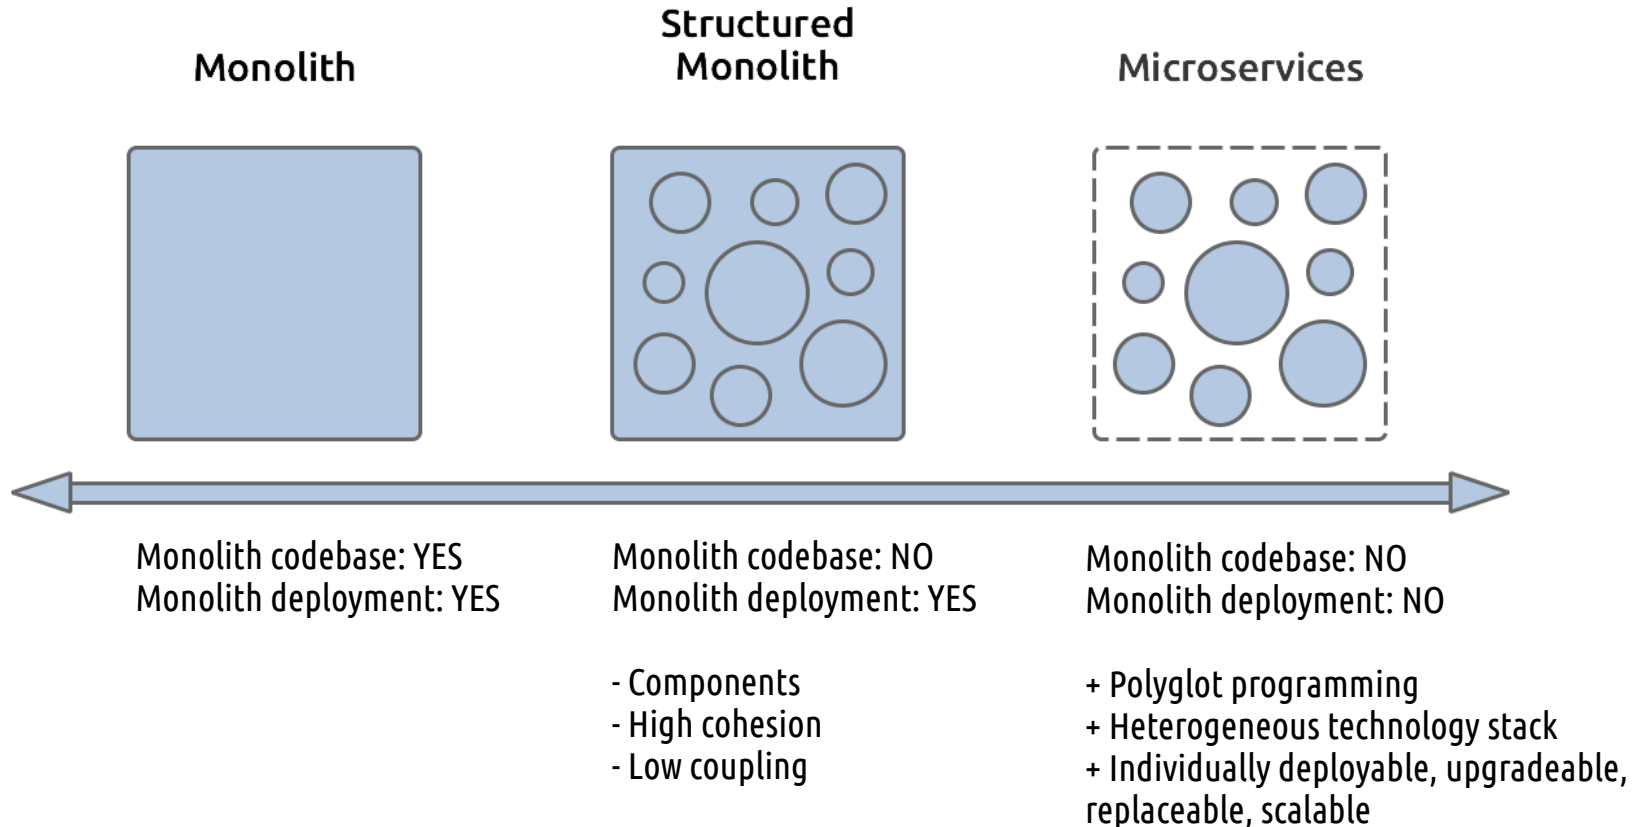 Monolith
Structured
Monolith
Microservices
Monolith codebase: YES
Monolith deployment: YES
Monolith codebase: NO
Monolith deployment: YES
- Components
- High cohesion
- Low coupling
Monolith codebase: NO
Monolith deployment: NO
+ Polyglot programming
+ Heterogeneous technology stack
+ Individually deployable, upgradeable,
replaceable, scalable